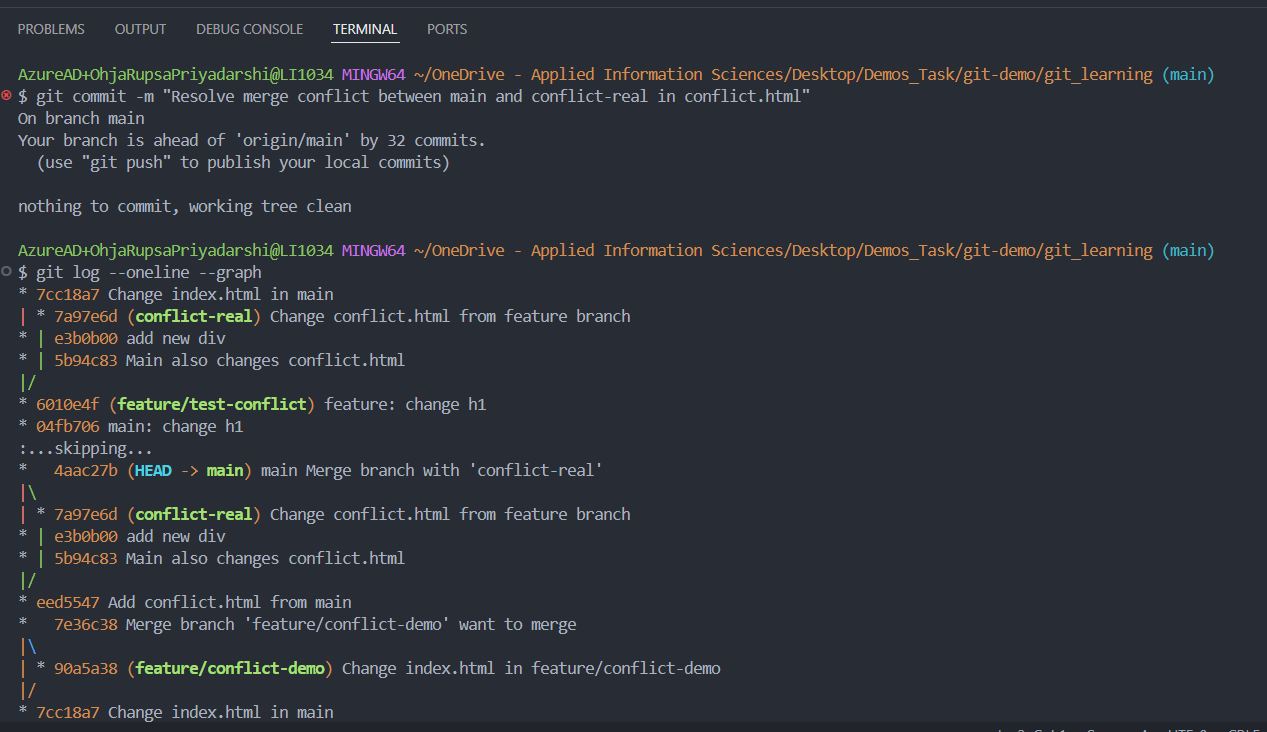 PROBLEMS OUTPUT DEBUG CONSOLE TERMINAL PORTS
AzureAD+OhjaRupsaPriyadarshi@LI1034 MINGW64 ~/OneDrive - Applied Information Sciences/Desktop/Demos_Task/git-demo/git_learning (main)
$ git commit -m "Resolve merge conflict between main and conflict-real in conflict.html"
On branch main
Your branch is ahead of 'origin/main' by 32 commits.
  (use "git push" to publish your local commits)

nothing to commit, working tree clean

AzureAD+OhjaRupsaPriyadarshi@LI1034 MINGW64 ~/OneDrive - Applied Information Sciences/Desktop/Demos_Task/git-demo/git_learning (main)
$ git log --oneline --graph
* 7cc18a7 Change index.html in main
| * 7a97e6d (conflict-real) Change conflict.html from feature branch
* | e3b0b00 add new div
* | 5b94c83 Main also changes conflict.html
|/
* 6010e4f (feature/test-conflict) feature: change h1
* 04fb706 main: change h1
:...skipping...
*   4aac27b (HEAD -> main) main Merge branch with 'conflict-real'
|\
| * 7a97e6d (conflict-real) Change conflict.html from feature branch
* | e3b0b00 add new div
* | 5b94c83 Main also changes conflict.html
|/
* eed5547 Add conflict.html from main
*   7e36c38 Merge branch 'feature/conflict-demo' want to merge
|\
| * 90a5a38 (feature/conflict-demo) Change index.html in feature/conflict-demo
|/
* 7cc18a7 Change index.html in main